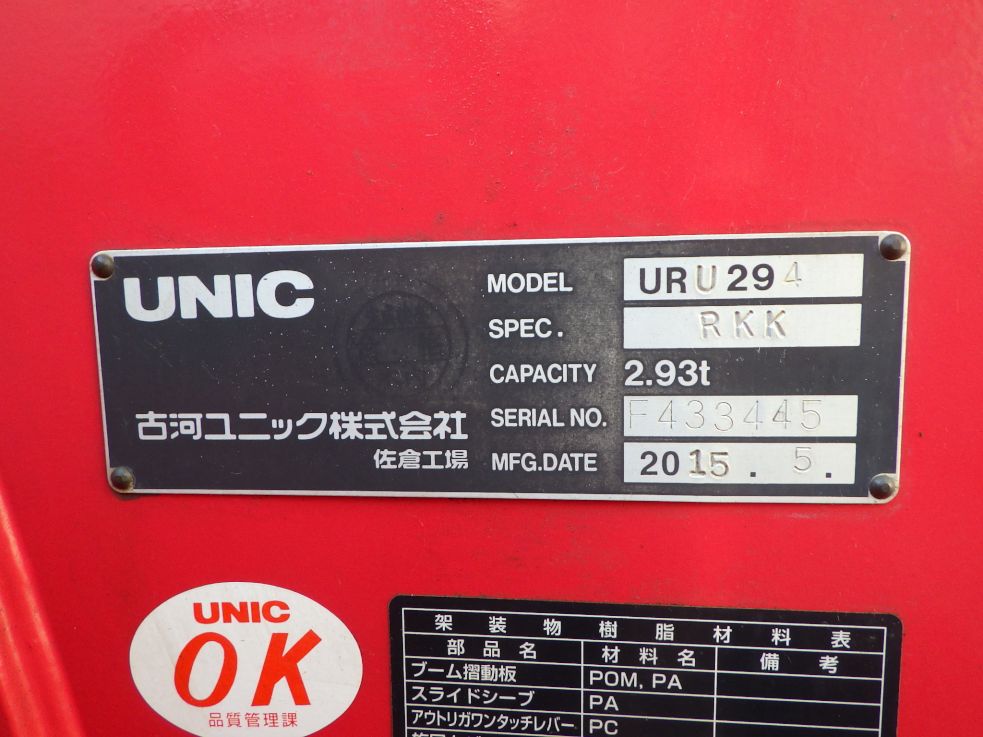 UNIC
MODEL URU294
SPEC. RKK
CAPACITY 2.93t
SERIAL NO. F433445
MFG.DATE 2015.5.
古河ユニック株式会社
佐倉工場
UNIC
OK
品質管理課
架装物樹脂材料表
部品名 材料名 備考
ブーム摺動板 POM, PA
スライドシーブ PA
アウトリガワンタッチレバー PC